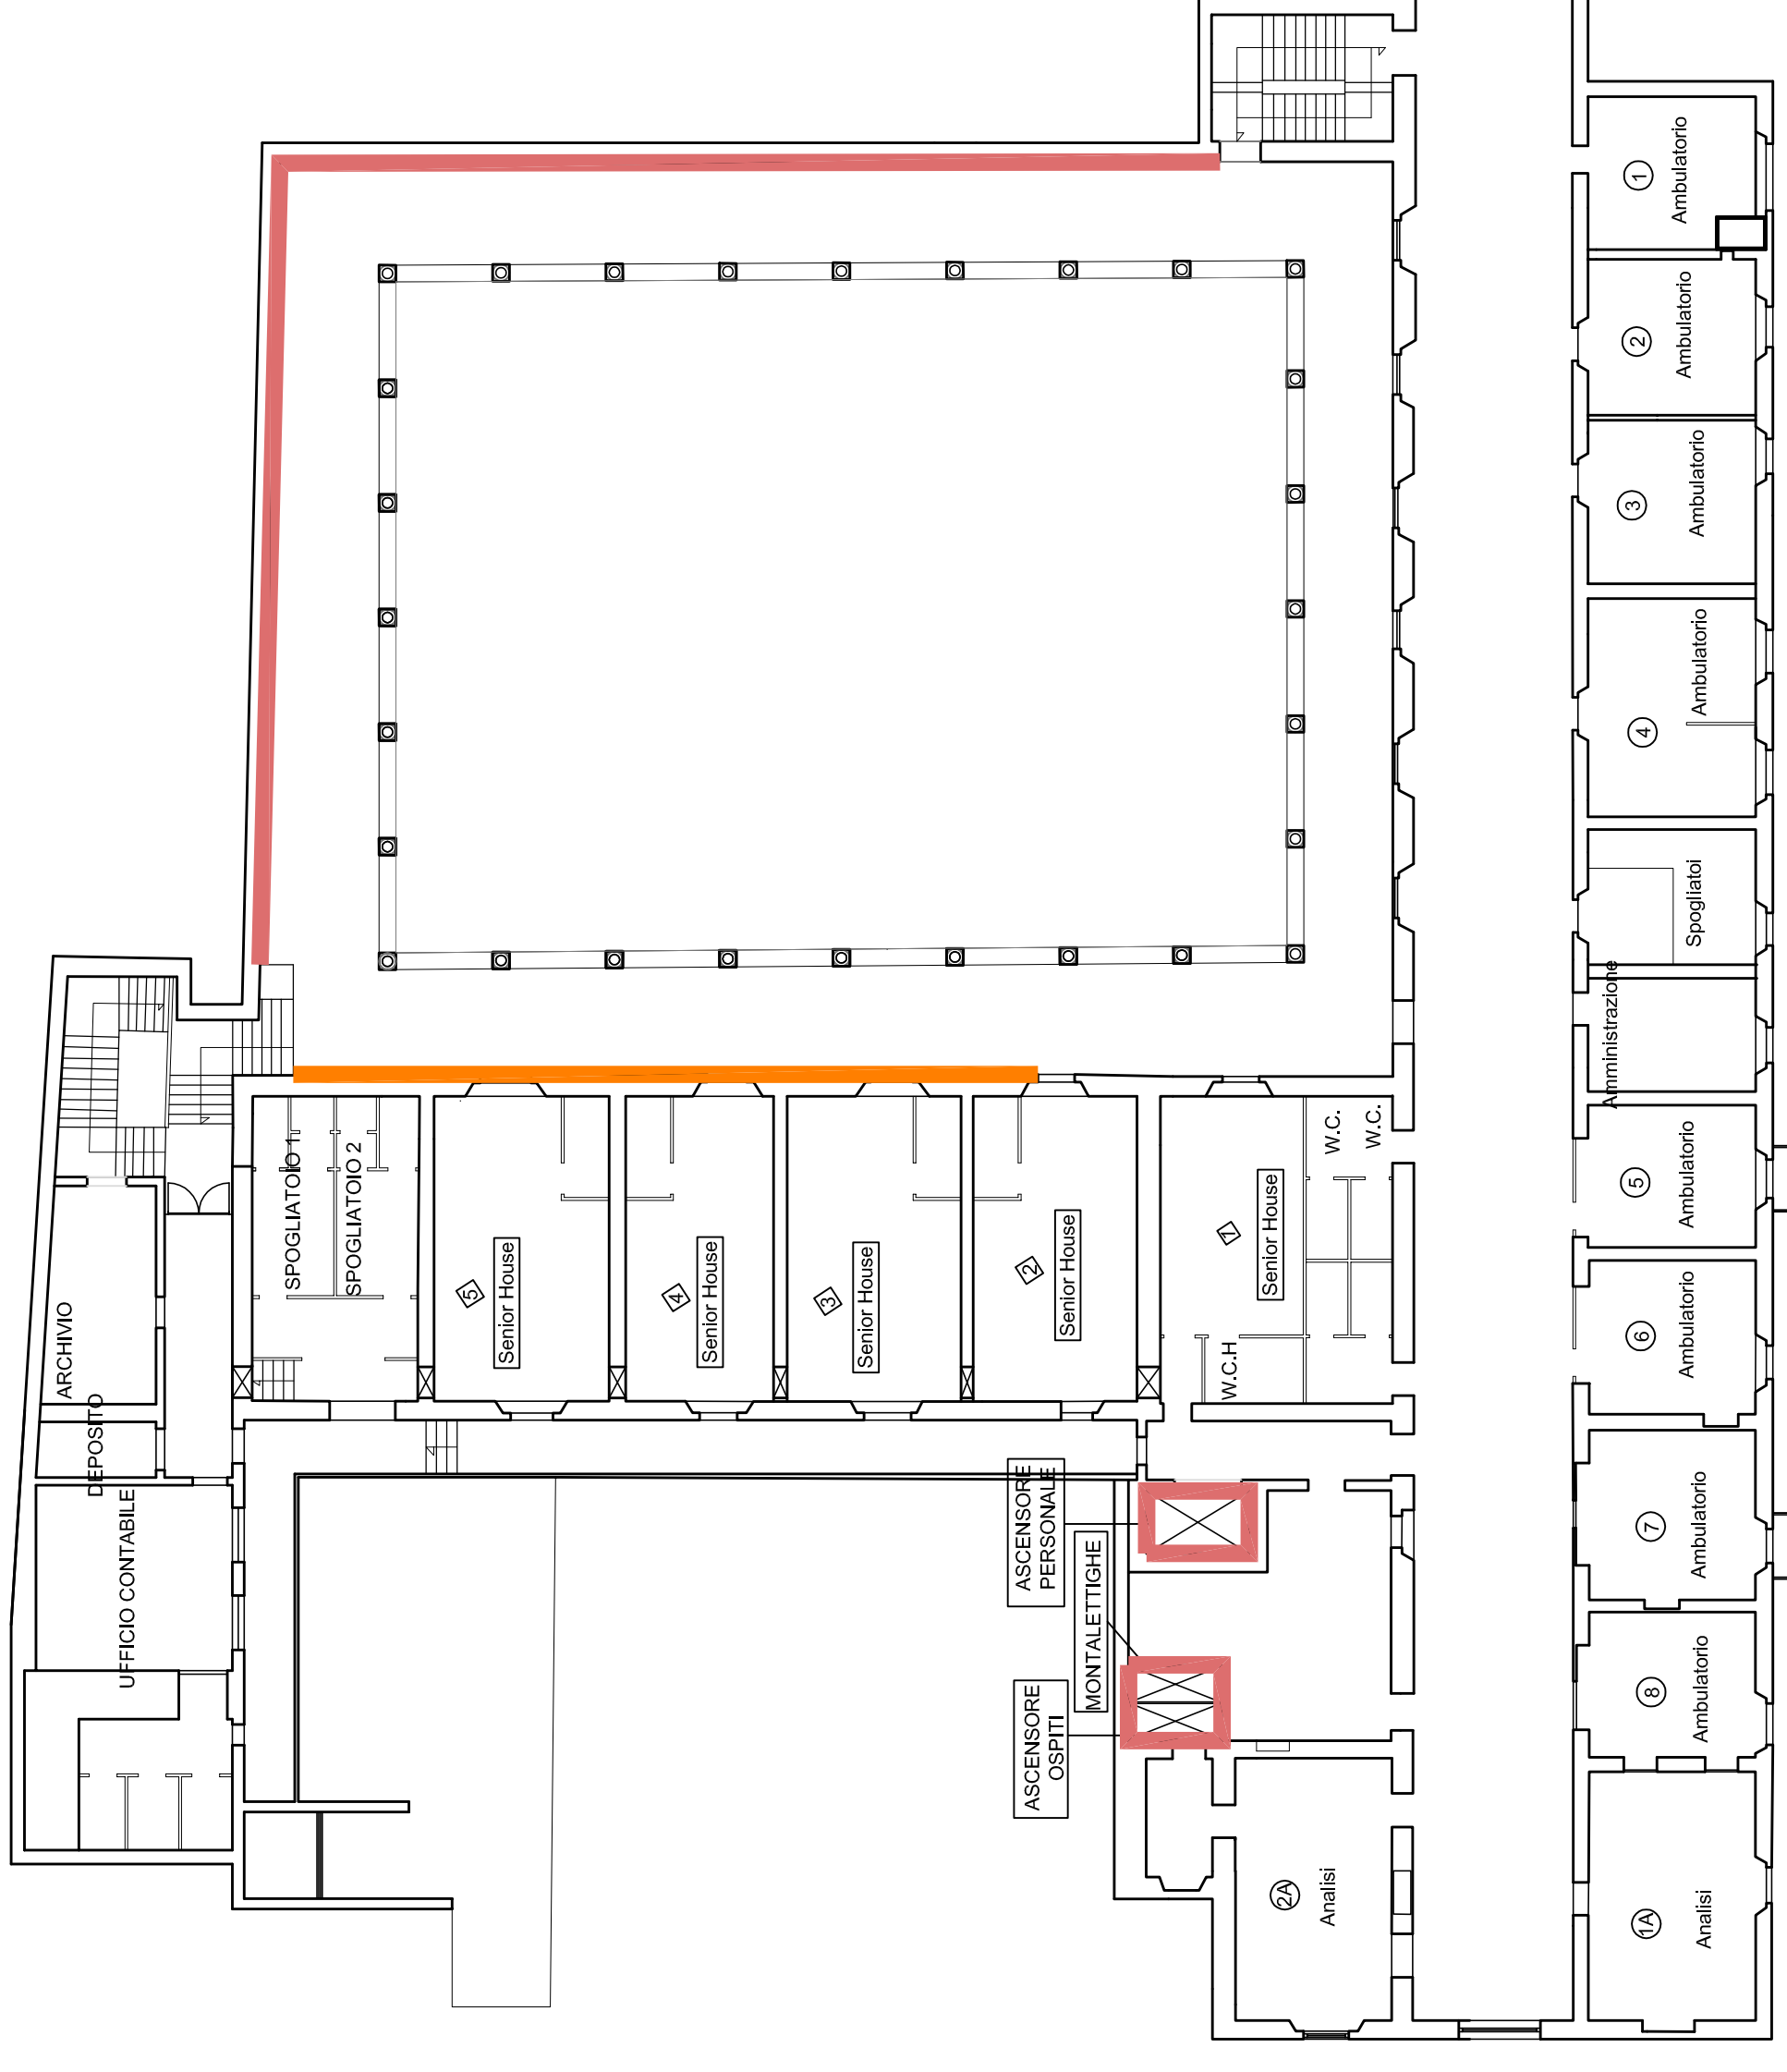 1
Ambulatorio
2
Ambulatorio
3
Ambulatorio
4
Ambulatorio
Spogliatoi
Amministrazione
5
Ambulatorio
6
Ambulatorio
7
Ambulatorio
8
Ambulatorio
1A
Analisi
2A
Analisi
W.C.
W.C.
1
Senior House
W.C.H
2
Senior House
3
Senior House
4
Senior House
5
Senior House
SPOGLIATOIO 1
SPOGLIATOIO 2
ARCHIVIO
DEPOSITO
UFFICIO CONTABILE
ASCENSORE
PERSONALE
MONTALETTIGHE
ASCENSORE
OSPITI